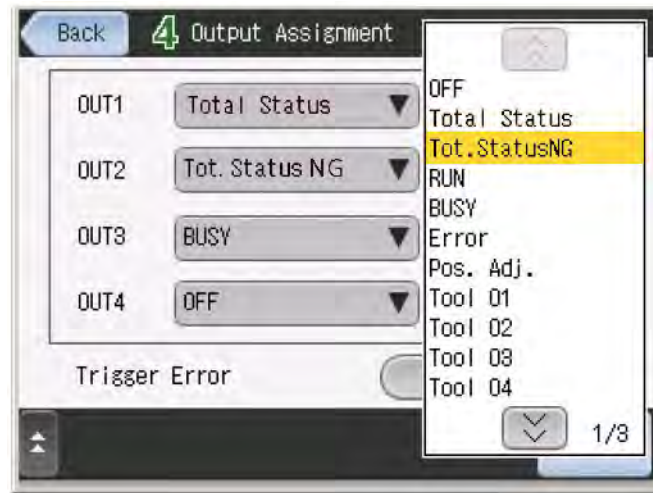 Back 4 Output Assignment
OUT1 Total Status
OUT2 Tot. Status NG
OUT3 BUSY
OUT4 OFF
Trigger Error
OFF
Total Status
Tot.StatusNG
RUN
BUSY
Error
Pos. Adj.
Tool 01
Tool 02
Tool 03
Tool 04
1/3